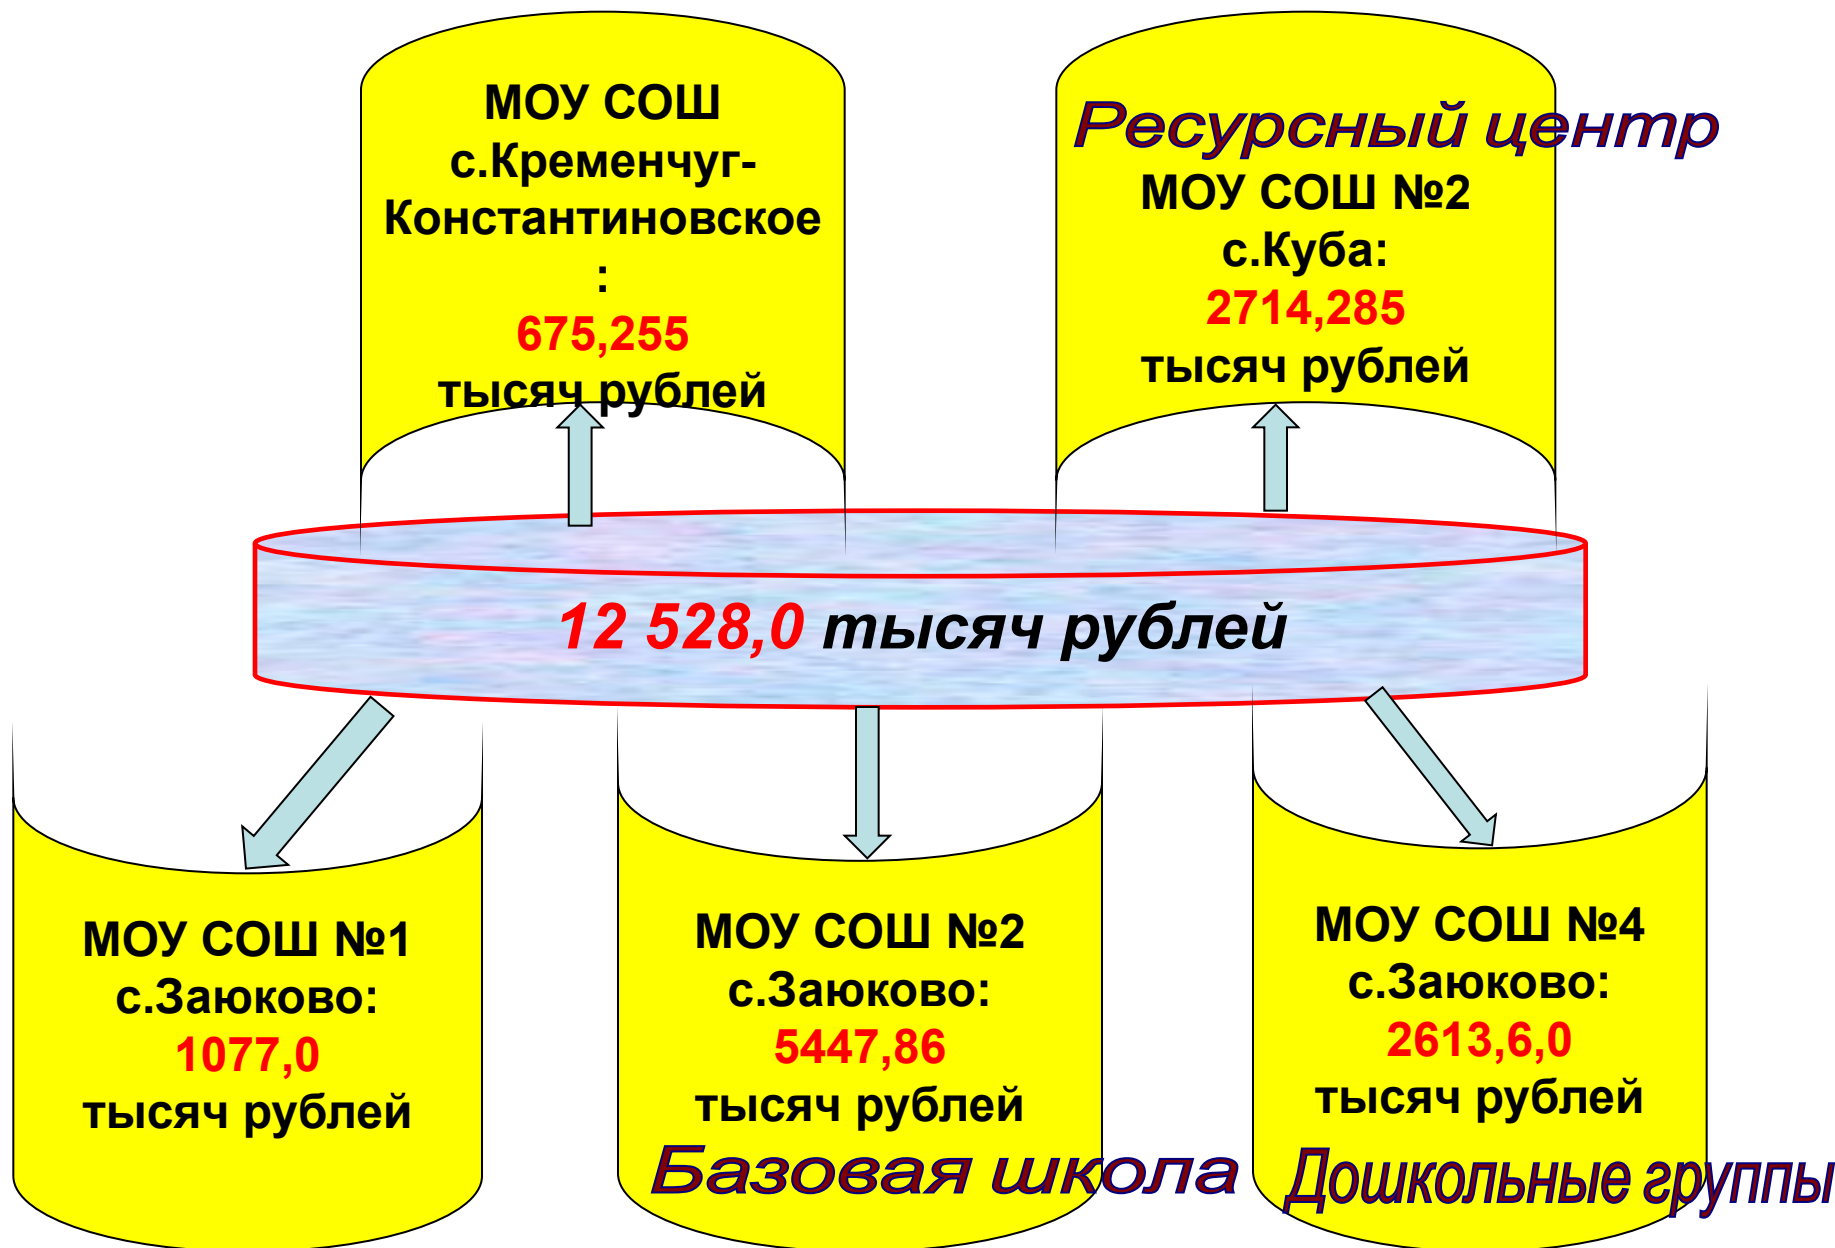 МОУ СОШ
с.Кременчуг-
Константиновское
:
675,255
тысяч рублей
Ресурсный центр
МОУ СОШ №2
с.Куба:
2714,285
тысяч рублей
12 528,0 тысяч рублей
МОУ СОШ №1
с.Заюково:
1077,0
тысяч рублей
МОУ СОШ №2
с.Заюково:
5447,86
тысяч рублей
Базовая школа
МОУ СОШ №4
с.Заюково:
2613,6,0
тысяч рублей
Дошкольные группы